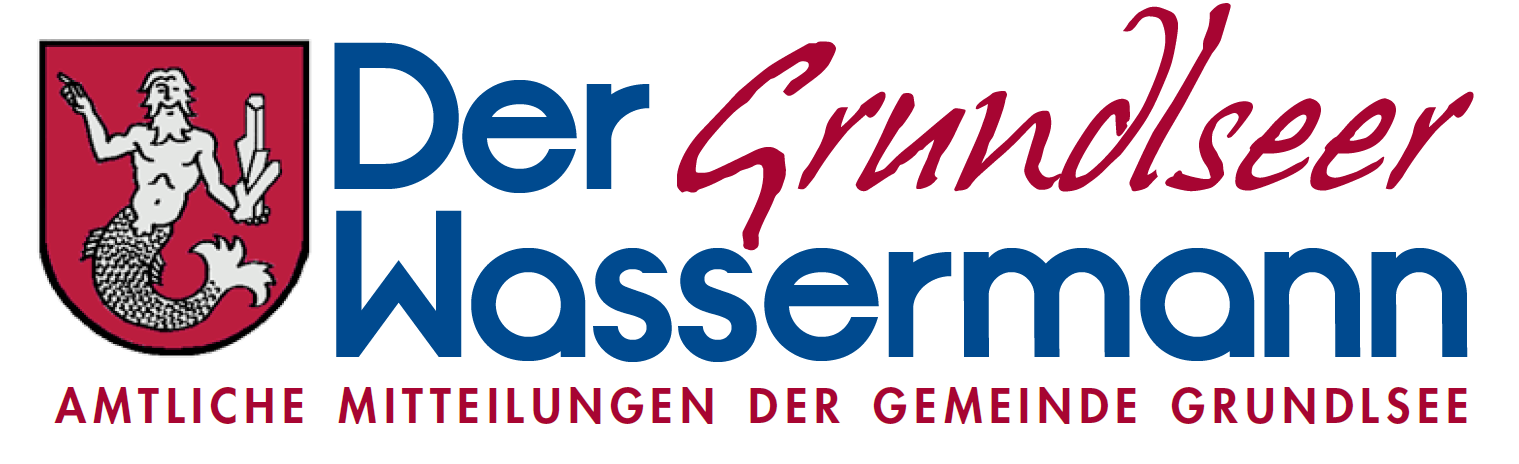 Der Grundlseer
Wassermann
AMTLICHE MITTEILUNGEN DER GEMEINDE GRUNDLSEE